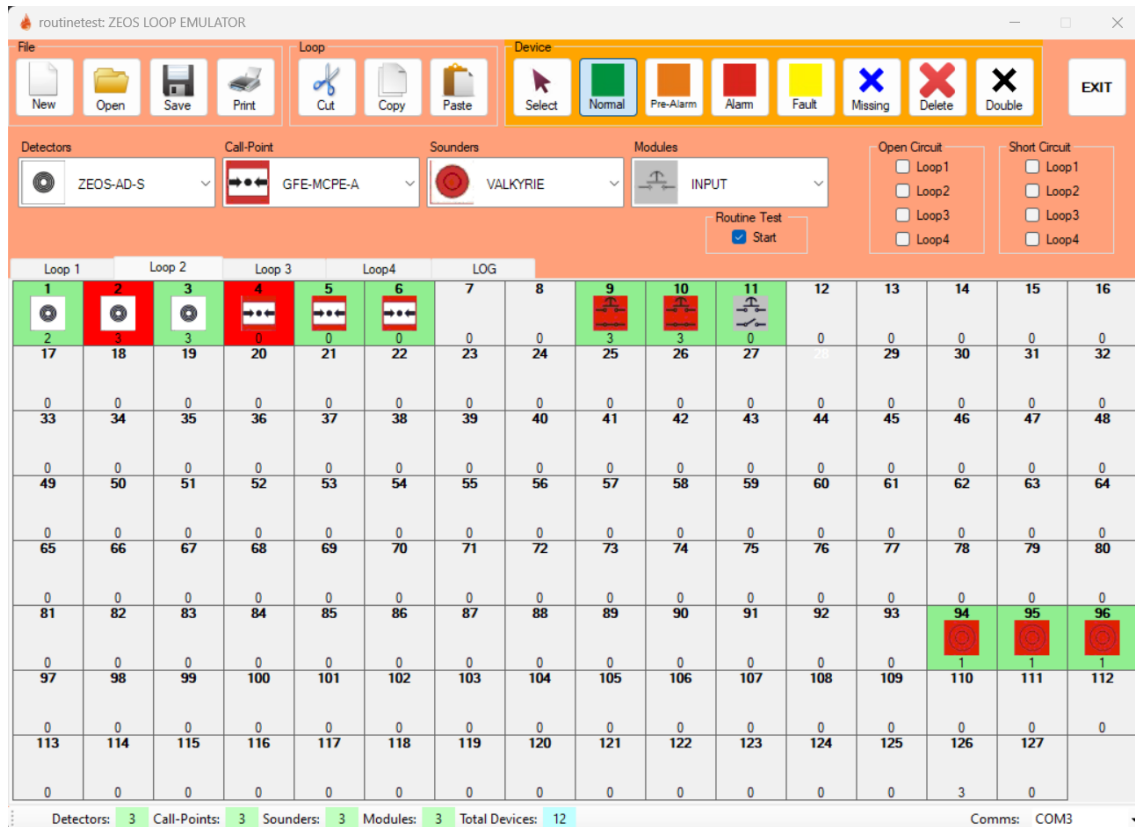 routinetest: ZEOS LOOP EMULATOR
File Loop Device
New Open Save Print Cut Copy Paste Select Normal Pre-Alarm Alarm Fault Missing Delete Double EXIT
Detectors Call-Point Sounders Modules Open Circuit Short Circuit
ZEOS-AD-S GFE-MCPE-A VALKYRIE INPUT
Loop1 Loop1
Loop2 Loop2
Routine Test Loop3 Loop3
Start Loop4 Loop4
Loop 1 Loop 2 Loop 3 Loop4 LOG
1 2 3 4 5 6 7 8 9 10 11 12 13 14 15 16
2 3 3 0 0 0 0 0 3 3 0 0 0 0 0 0
17 18 19 20 21 22 23 24 25 26 27 28 29 30 31 32
0 0 0 0 0 0 0 0 0 0 0 0 0 0 0 0
33 34 35 36 37 38 39 40 41 42 43 44 45 46 47 48
0 0 0 0 0 0 0 0 0 0 0 0 0 0 0 0
49 50 51 52 53 54 55 56 57 58 59 60 61 62 63 64
0 0 0 0 0 0 0 0 0 0 0 0 0 0 0 0
65 66 67 68 69 70 71 72 73 74 75 76 77 78 79 80
0 0 0 0 0 0 0 0 0 0 0 0 0 0 0 0
81 82 83 84 85 86 87 88 89 90 91 92 93 94 95 96
0 0 0 0 0 0 0 0 0 0 0 0 0 1 1 1
97 98 99 100 101 102 103 104 105 106 107 108 109 110 111 112
0 0 0 0 0 0 0 0 0 0 0 0 0 0 0 0
113 114 115 116 117 118 119 120 121 122 123 124 125 126 127
0 0 0 0 0 0 0 0 0 0 0 0 0 3 0
Detectors: 3 Call-Points: 3 Sounders: 3 Modules: 3 Total Devices: 12 Comms: COM3